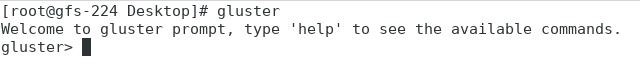 [root@gfs-224 Desktop]# gluster
Welcome to gluster prompt, type 'help' to see the available commands.
gluster>